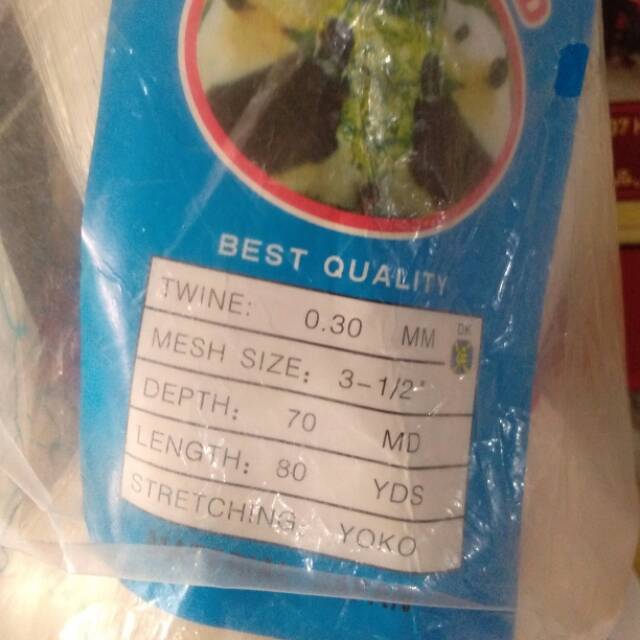 BEST QUALITY
TWINE: 0.30 MM
DK
MESH SIZE: 3-1/2"
DEPTH: 70 MD
LENGTH: 80 YDS
STRETCHING: YOKO